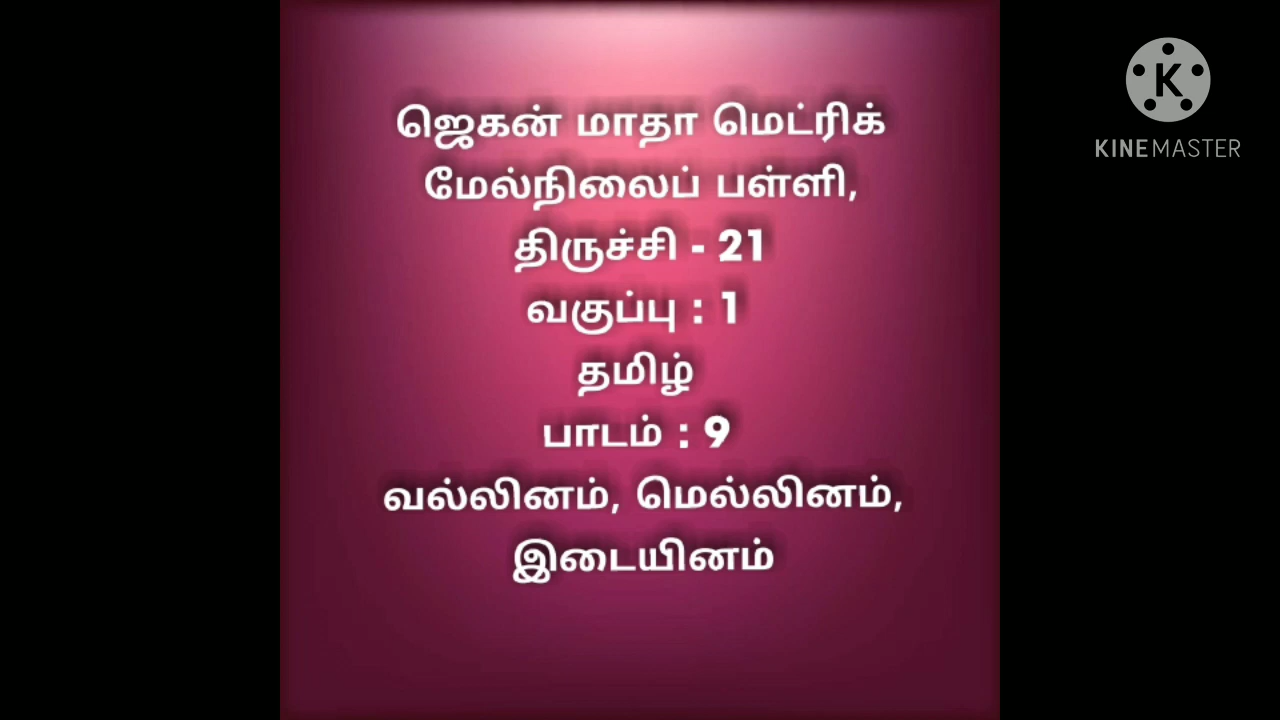 ஜெகன் மாதா மெட்ரிக்
மேல்நிலைப் பள்ளி,
திருச்சி - 21
வகுப்பு : 1
தமிழ்
பாடம் : 9
வல்லினம், மெல்லினம்,
இடையினம்
K
KINEMASTER